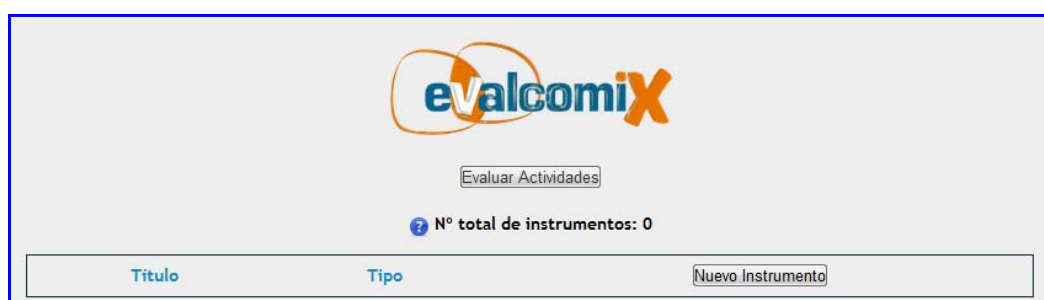 evalcomix
Evaluar Actividades
Nº total de instrumentos: 0
Título Tipo Nuevo Instrumento